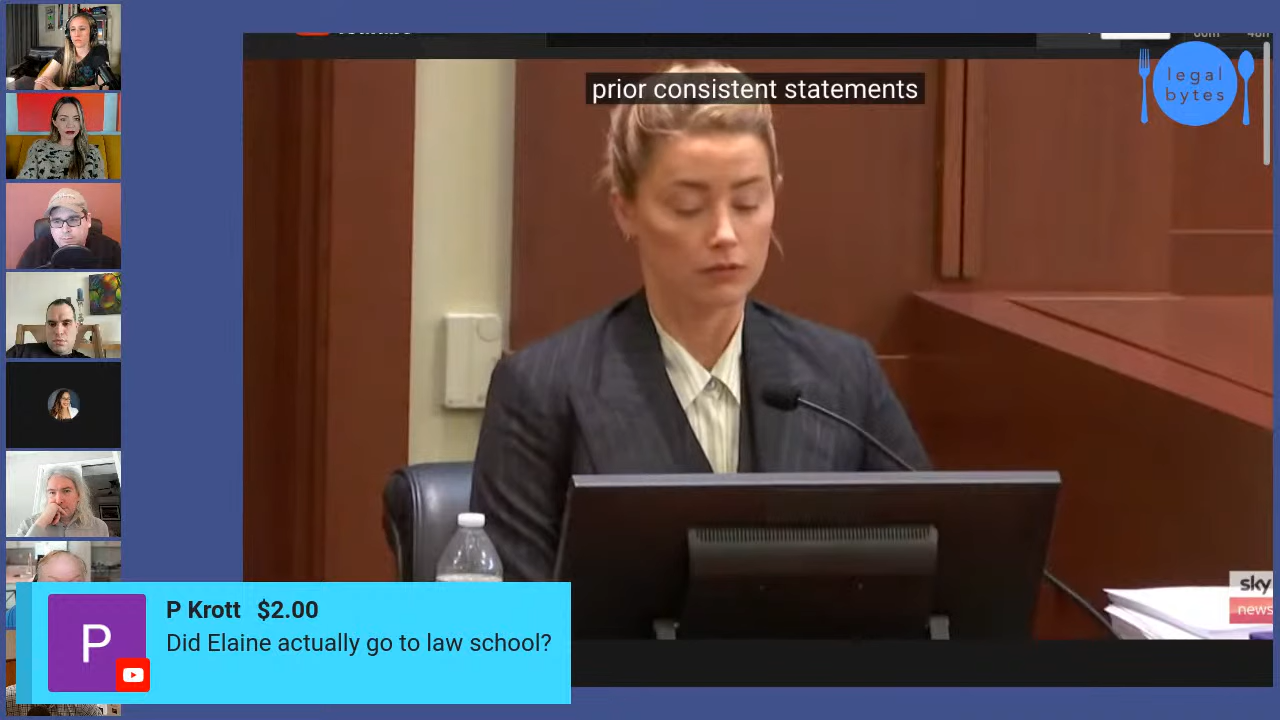 prior consistent statements
legal
bytes
sky
news
P
P Krott $2.00
Did Elaine actually go to law school?